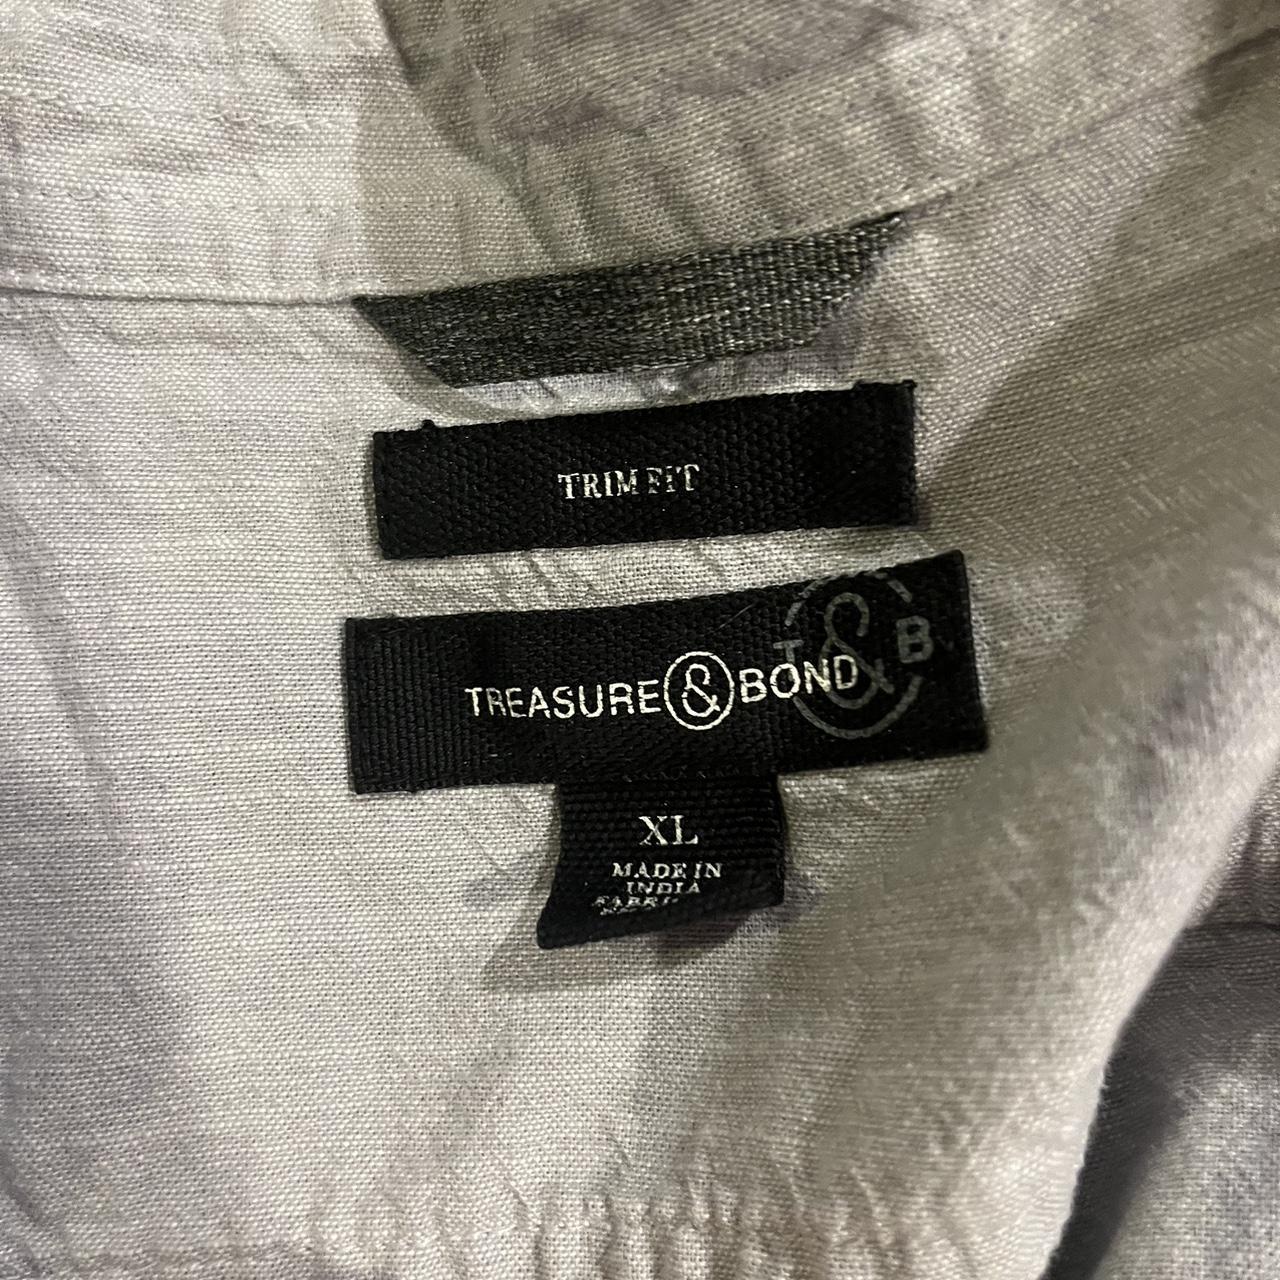 TRIM FIT
TREASURE & BOND
T & B
XL
MADE IN
INDIA